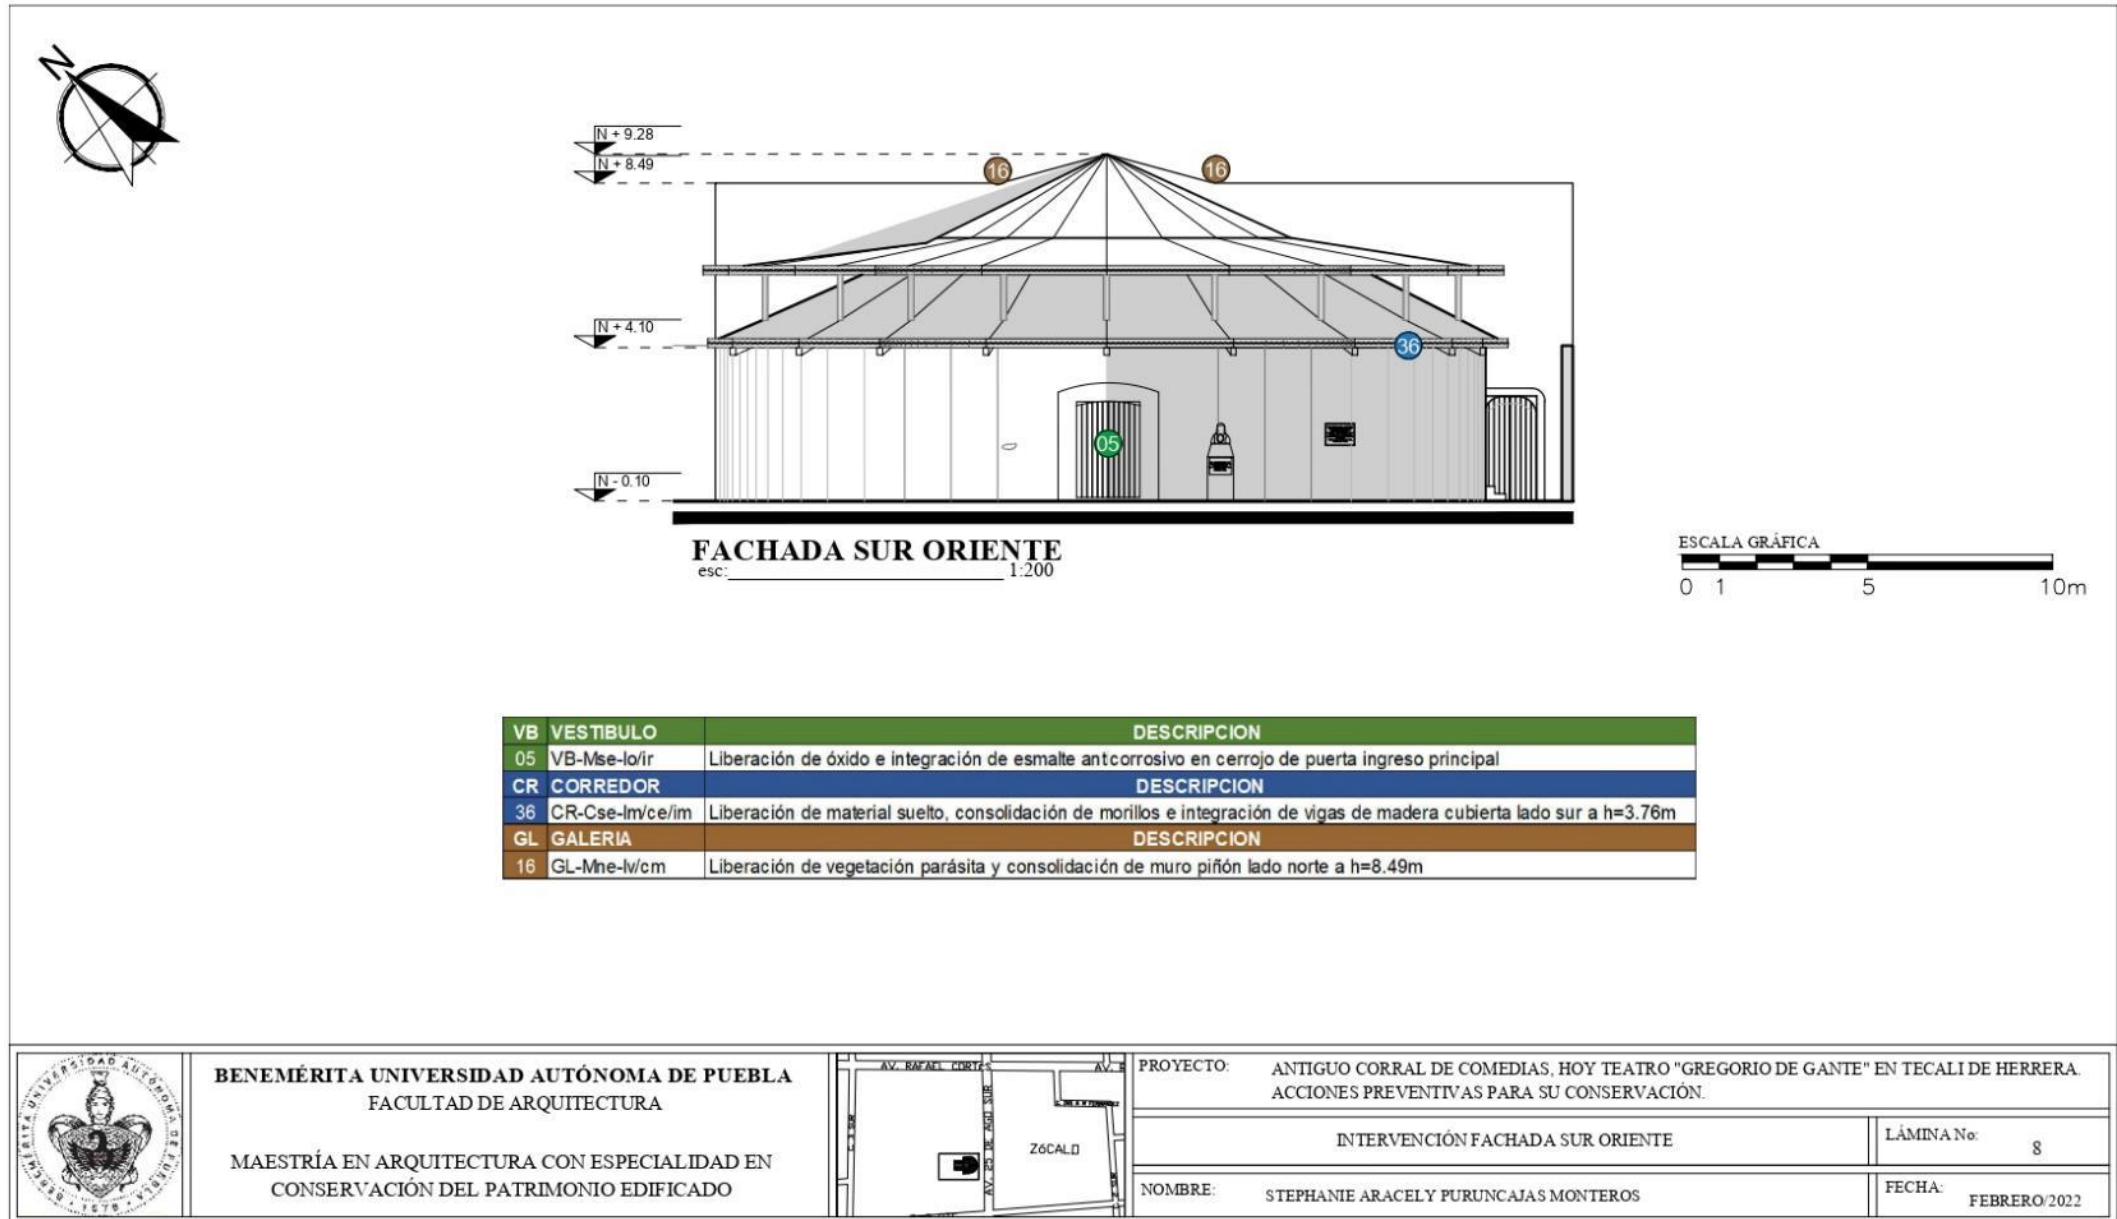 N
N + 9.28
N + 8.49
16
16
N + 4.10
36
05
N - 0.10
FACHADA SUR ORIENTE
esc: 1:200
ESCALA GRÁFICA
0 1 5 10m
VB VESTIBULO DESCRIPCION
05 VB-Mse-lo/ir Liberación de óxido e integración de esmalte antcorrosivo en cerrojo de puerta ingreso principal
CR CORREDOR DESCRIPCION
36 CR-Cse-lm/ce/im Liberación de material suelto, consolidación de morillos e integración de vigas de madera cubierta lado sur a h=3.76m
GL GALERIA DESCRIPCION
16 GL-Mne-lv/cm Liberación de vegetación parásita y consolidación de muro piñón lado norte a h=8.49m
BENEMÉRITA UNIVERSIDAD AUTÓNOMA DE PUEBLA
FACULTAD DE ARQUITECTURA
MAESTRÍA EN ARQUITECTURA CON ESPECIALIDAD EN
CONSERVACIÓN DEL PATRIMONIO EDIFICADO
AV. RAFAEL CORTES
AV. 25 DE AGO SUR
ZóCALO
PROYECTO: ANTIGUO CORRAL DE COMEDIAS, HOY TEATRO "GREGORIO DE GANTE" EN TECALI DE HERRERA.
ACCIONES PREVENTIVAS PARA SU CONSERVACIÓN.
INTERVENCIÓN FACHADA SUR ORIENTE
LÁMINA No: 8
NOMBRE: STEPHANIE ARACELY PURUNCAJAS MONTEROS
FECHA: FEBRERO/2022